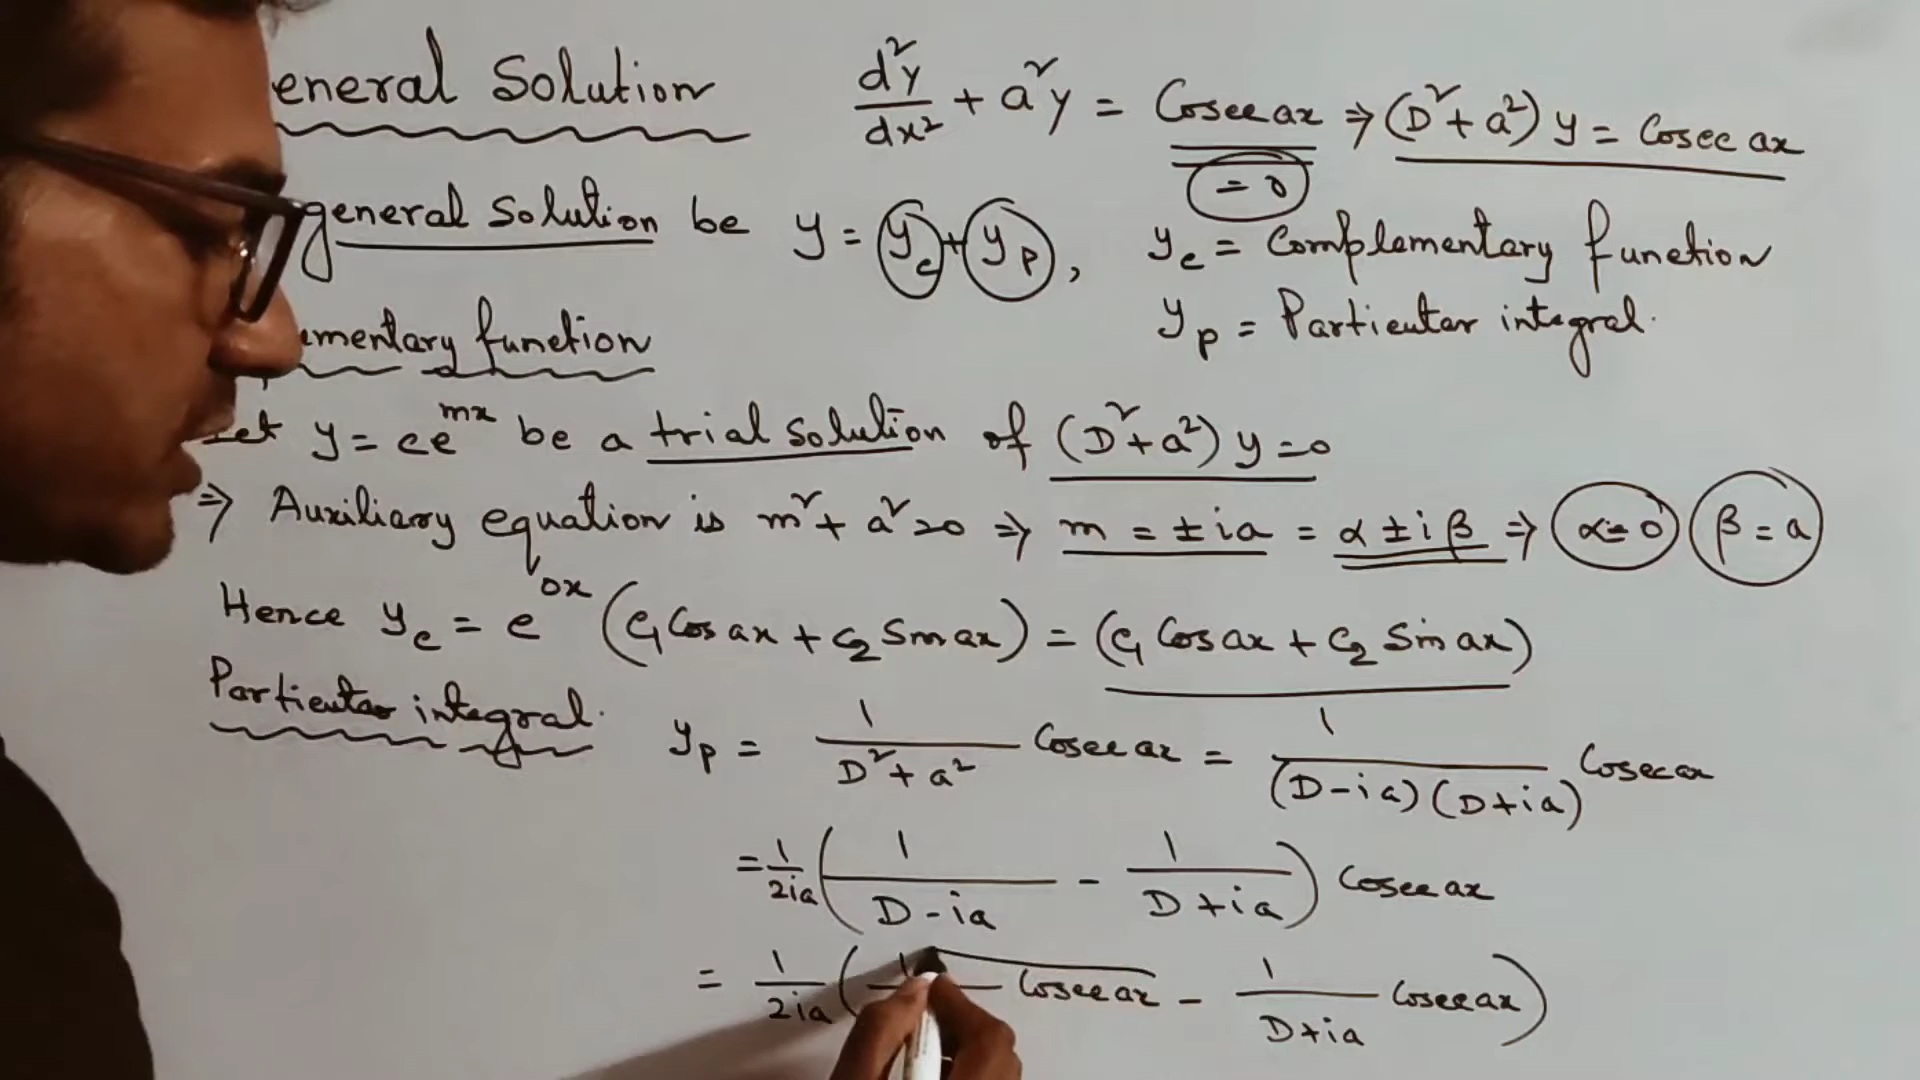 eneral Solution d²y/dx² + a²y = Cosec ax ⇒ (D² + a²) y = Cosec ax
= 0
general solution be y = y_c + y_p, y_c = Complementary function
y_p = Particular integral.
ementary function
Let y = ce^{mx} be a trial solution of (D² + a²) y = 0
⇒ Auxiliary equation is m² + a² = 0 ⇒ m = ± ia = α ± i β ⇒ α = 0 β = a
Hence y_c = e^{0x} (C₁ Cos ax + C₂ Sin ax) = (C₁ Cos ax + C₂ Sin ax)
Particular integral. y_p = 1/(D² + a²) Cosec ax = 1/((D - ia)(D + ia)) Cosec ax
= 1/2ia (1/(D - ia) - 1/(D + ia)) Cosec ax
= 1/2ia (1 Cosec ax - 1/(D + ia) Cosec ax)